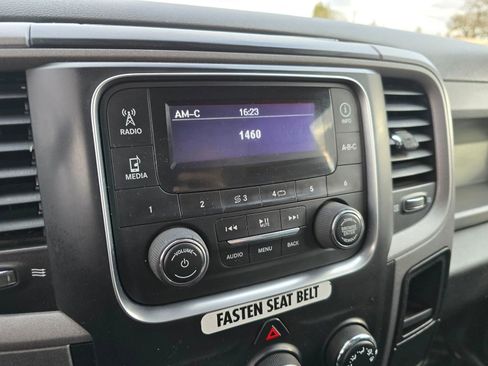 AM-C 16:23
1460
RADIO
MEDIA
INFO
A-B-C
1 2 3 4 5 6
VOLUME
AUDIO MENU BACK
FASTEN SEAT BELT